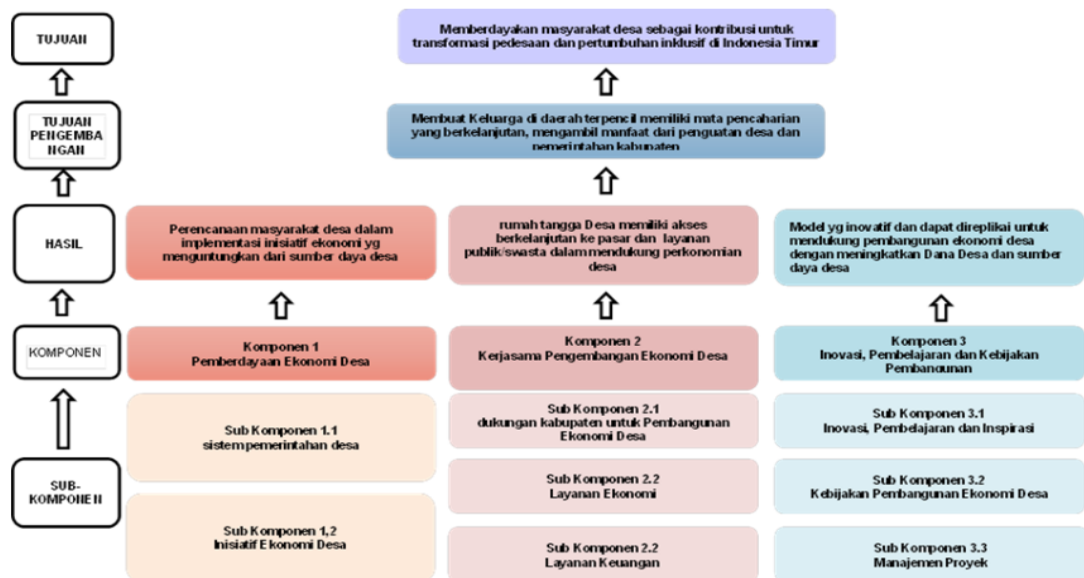 TUJUAN
Memberdayakan masyarakat desa sebagai kontribusi untuk
transformasi pedesaan dan pertumbuhan inklusif di Indonesia Timur
TUJUAN
PENGEMBA
NGAN
Membuat Keluarga di daerah terpencil memiliki mata pencaharian
yang berkelanjutan, mengambil manfaat dari penguatan desa dan
pemerintahan kabupaten
HASIL
Perencanaan masyarakat desa dalam
implementasi inisiatif ekonomi yg
menguntungkan dari sumber daya
desa
rumah tangga Desa memiliki akses
berkelanjutan ke pasar dan layanan
publik/swasta dalam mendukung perkonomian
desa
Model yg inovatif dan dapat direplikai untuk
mendukung pembangunan ekonomi desa
dengan meningkatkan Dana Desa dan sumber
daya desa
KOMPONEN
Komponen 1
Pemberdayaan Ekonomi Desa
Komponen 2
Kerjasama Pengembangan Ekonomi Desa
Komponen 3
Inovasi, Pembelajaran dan Kebijakan
Pembangunan
SUB-
KOMPONEN
Sub Komponen 1.1
sistem pemerintahan desa
Sub Komponen 1,2
Inisiatif Ekonomi Desa
Sub Komponen 2.1
dukungan kabupaten untuk Pembangunan
Ekonomi Desa
Sub Komponen 2.2
Layanan Ekonomi
Sub Komponen 2.2
Layanan Keuangan
Sub Komponen 3.1
Inovasi, Pembelajaran dan Inspirasi
Sub Komponen 3.2
Kebijakan Pembangunan Ekonomi Desa
Sub Komponen 3.3
Manajemen Proyek